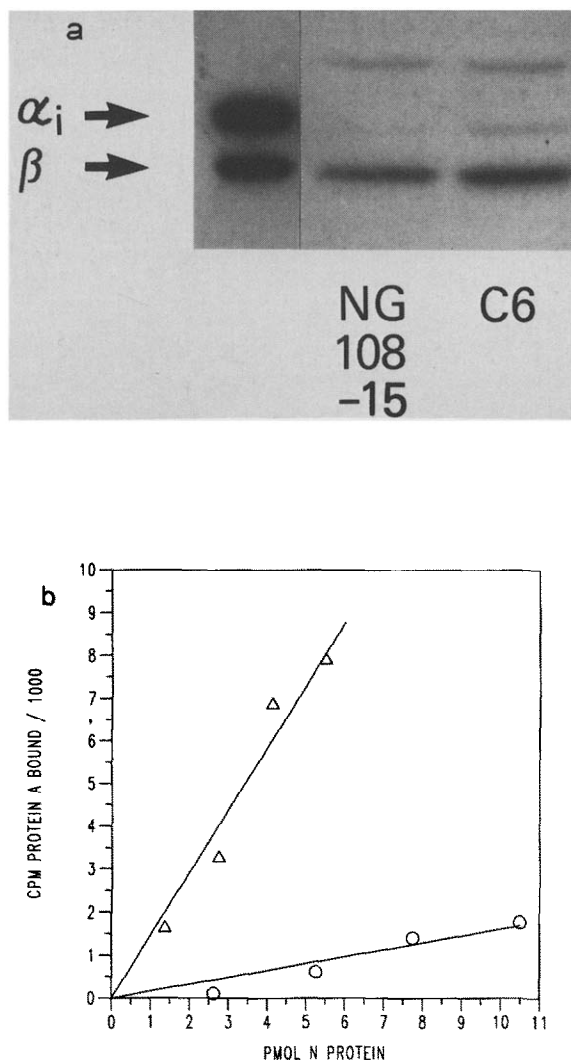 a
αi
β
NG
108
-15
C6
b
10
9
8
7
6
5
4
3
2
1
0
CPM PROTEIN A BOUND / 1000
0 1 2 3 4 5 6 7 8 9 10 11
PMOL N PROTEIN